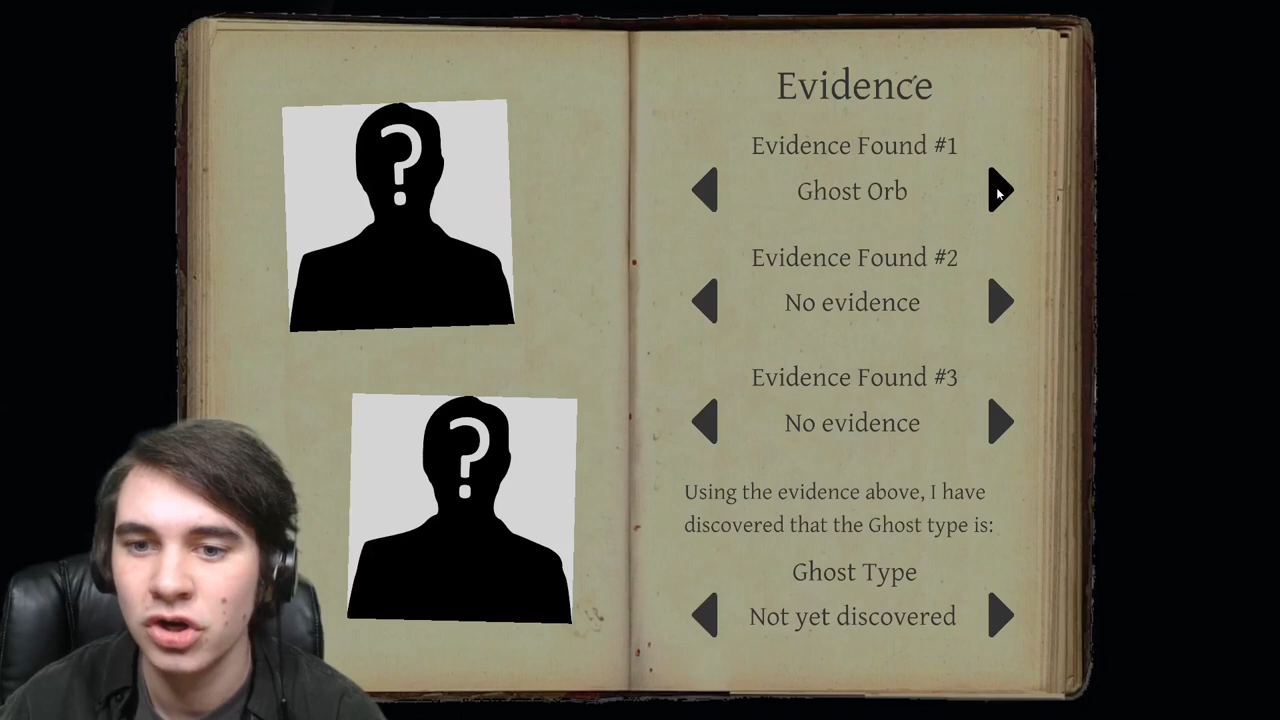 ?
?
Evidence
Evidence Found #1
Ghost Orb
Evidence Found #2
No evidence
Evidence Found #3
No evidence
Using the evidence above, I have
discovered that the Ghost type is:
Ghost Type
Not yet discovered